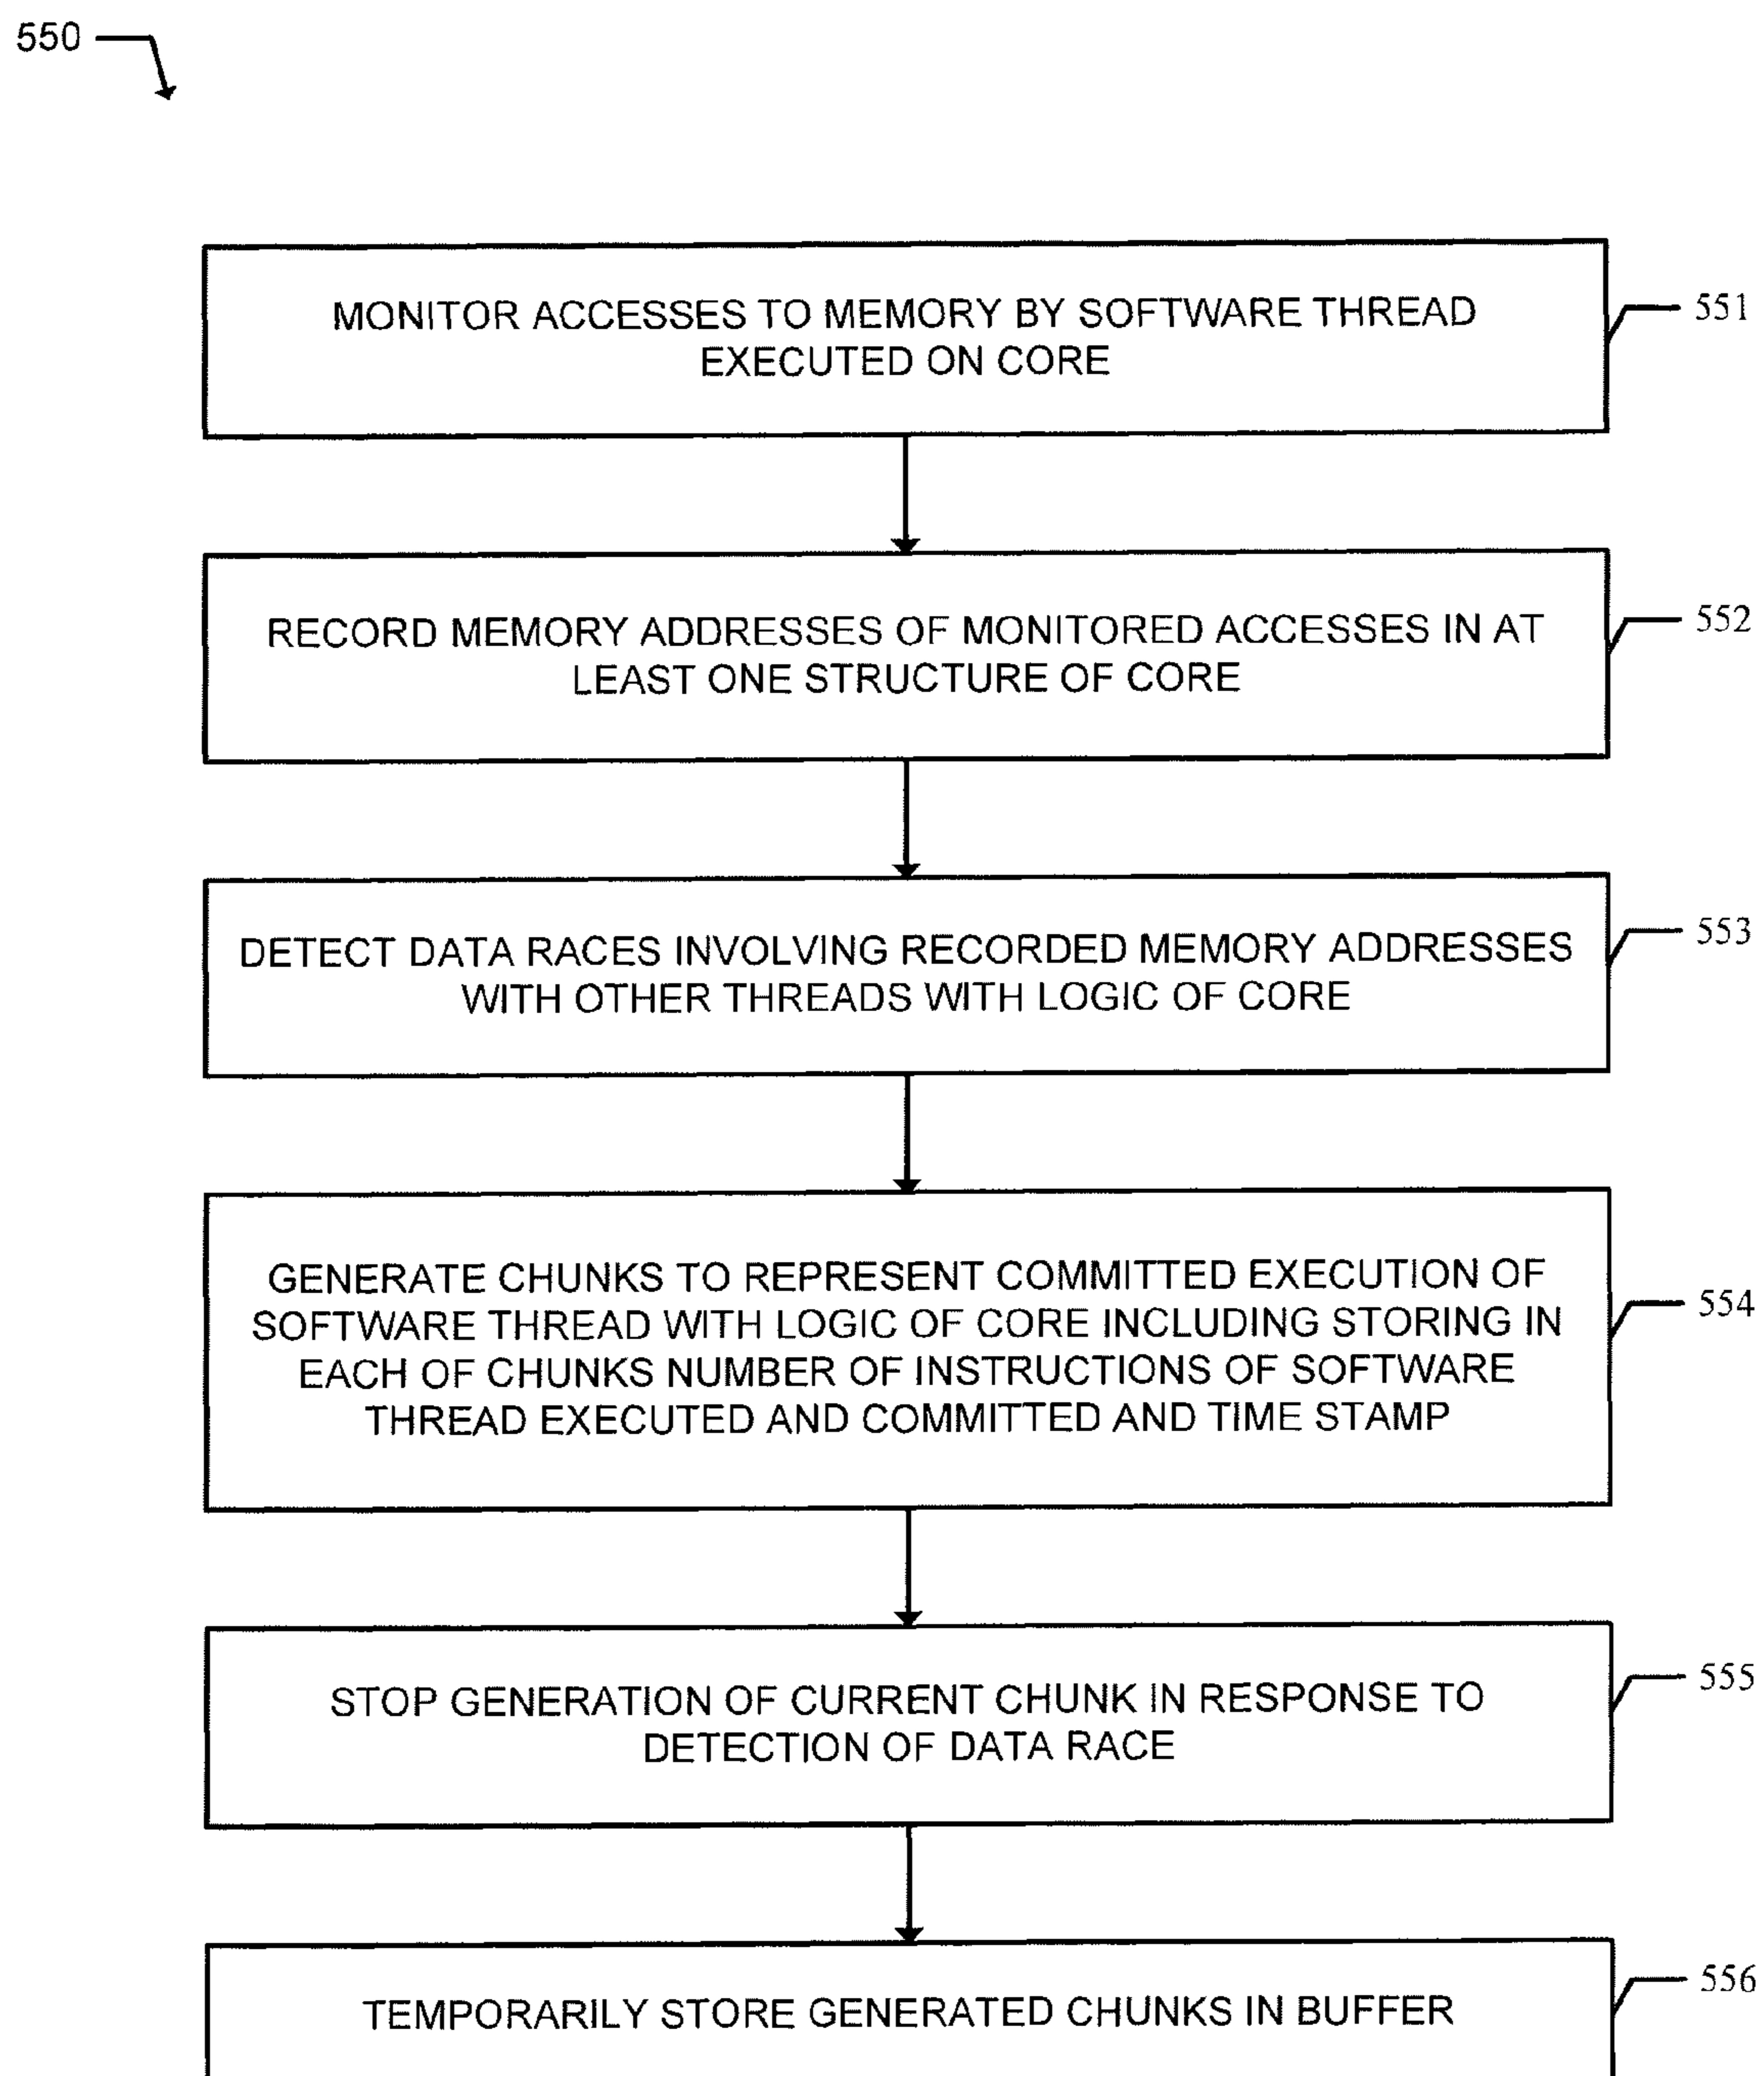 550
MONITOR ACCESSES TO MEMORY BY SOFTWARE THREAD
EXECUTED ON CORE
551
RECORD MEMORY ADDRESSES OF MONITORED ACCESSES IN AT
LEAST ONE STRUCTURE OF CORE
552
DETECT DATA RACES INVOLVING RECORDED MEMORY ADDRESSES
WITH OTHER THREADS WITH LOGIC OF CORE
553
GENERATE CHUNKS TO REPRESENT COMMITTED EXECUTION OF
SOFTWARE THREAD WITH LOGIC OF CORE INCLUDING STORING IN
EACH OF CHUNKS NUMBER OF INSTRUCTIONS OF SOFTWARE
THREAD EXECUTED AND COMMITTED AND TIME STAMP
554
STOP GENERATION OF CURRENT CHUNK IN RESPONSE TO
DETECTION OF DATA RACE
555
TEMPORARILY STORE GENERATED CHUNKS IN BUFFER
556